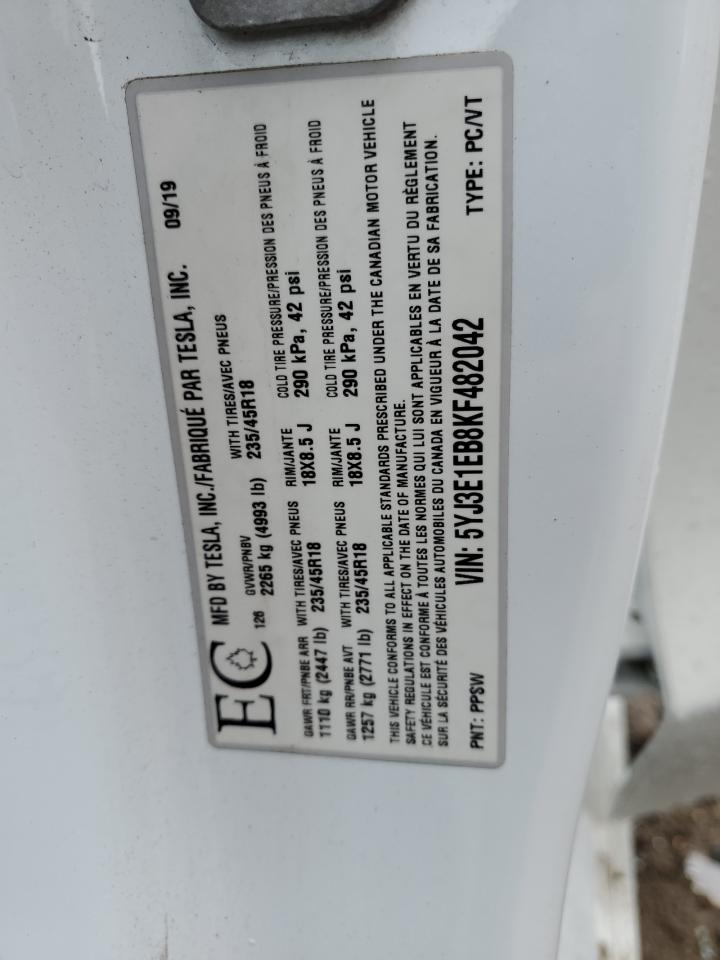 MFD BY TESLA, INC./FABRIQUÉ PAR TESLA, INC. 09/19
EC
126 GVWR/PNBV WITH TIRES/AVEC PNEUS
2265 kg (4993 lb) 235/45R18
GAWR FRT/PNBE ARR WITH TIRES/AVEC PNEUS RIM/JANTE COLD TIRE PRESSURE/PRESSION DES PNEUS À FROID
1110 kg (2447 lb) 235/45R18 18X8.5 J 290 kPa, 42 psi
GAWR RR/PNBE AVT WITH TIRES/AVEC PNEUS RIM/JANTE COLD TIRE PRESSURE/PRESSION DES PNEUS À FROID
1257 kg (2771 lb) 235/45R18 18X8.5 J 290 kPa, 42 psi
THIS VEHICLE CONFORMS TO ALL APPLICABLE STANDARDS PRESCRIBED UNDER THE CANADIAN MOTOR VEHICLE
SAFETY REGULATIONS IN EFFECT ON THE DATE OF MANUFACTURE.
CE VÉHICULE EST CONFORME À TOUTES LES NORMES QUI LUI SONT APPLICABLES EN VERTU DU RÈGLEMENT
SUR LA SÉCURITÉ DES VÉHICULES AUTOMOBILES DU CANADA EN VIGUEUR À LA DATE DE SA FABRICATION.
PNT: PPSW VIN: 5YJ3E1EB8KF482042 TYPE: PC/VT